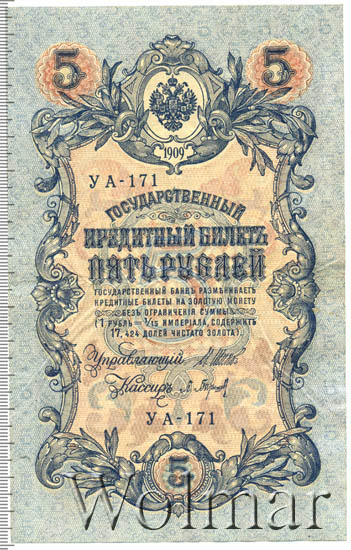 5 5
1909
УА-171
ГОСУДАРСТВЕННЫЙ
КРЕДИТНЫЙ БИЛЕТЪ
ПЯТЬ РУБЛЕЙ
ГОСУДАРСТВЕННЫЙ БАНКЪ РАЗМѢНИВАЕТЪ
КРЕДИТНЫЕ БИЛЕТЫ НА ЗОЛОТУЮ МОНЕТУ
БЕЗЪ ОГРАНИЧЕНІЯ СУММЫ
(1 РУБЛЬ = 1/15 ИМПЕРІАЛА, СОДЕРЖИТЪ
17,424 ДОЛЕЙ ЧИСТАГО ЗОЛОТА).
Управляющій
Кассиръ
УА-171
5
Wolmar